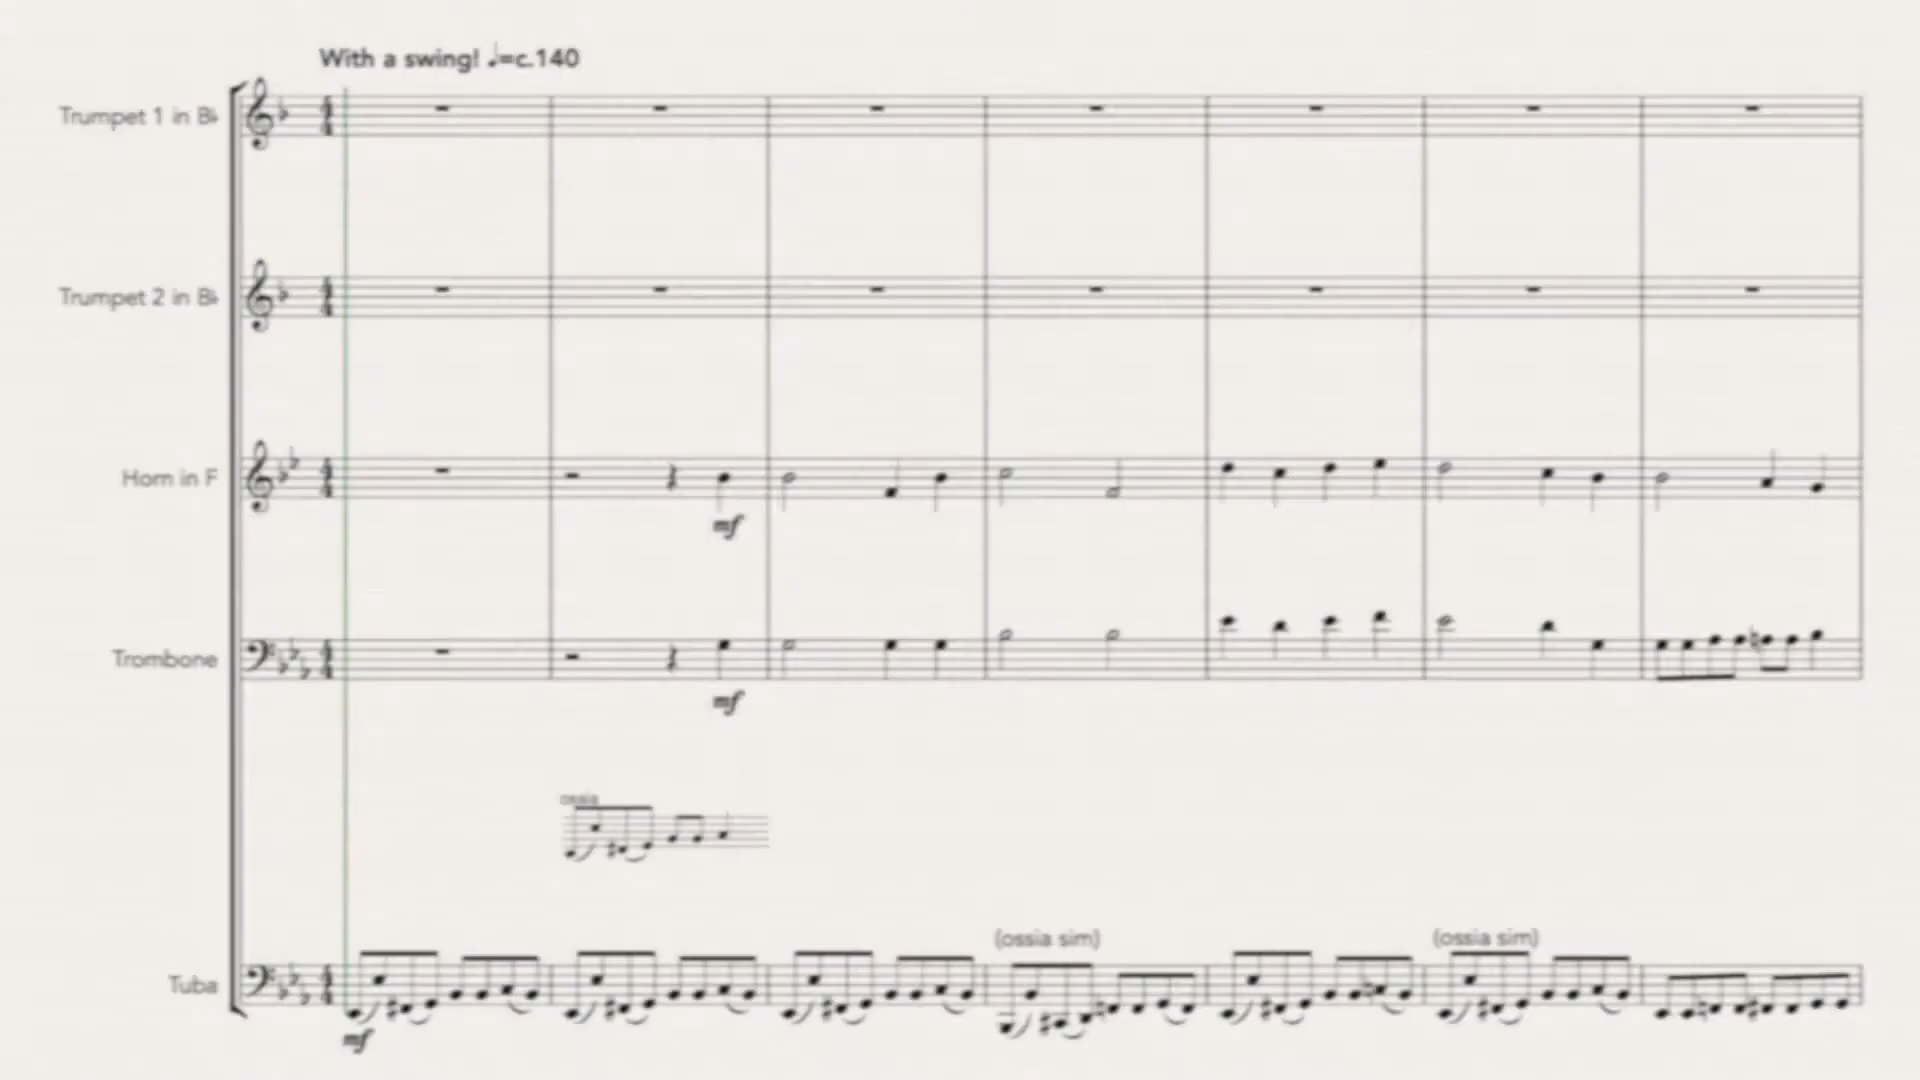 With a swing! ♩=c.140
Trumpet 1 in B♭
Trumpet 2 in B♭
Horn in F
mf
Trombone
mf
ossia
(ossia sim)
(ossia sim)
Tuba
mf